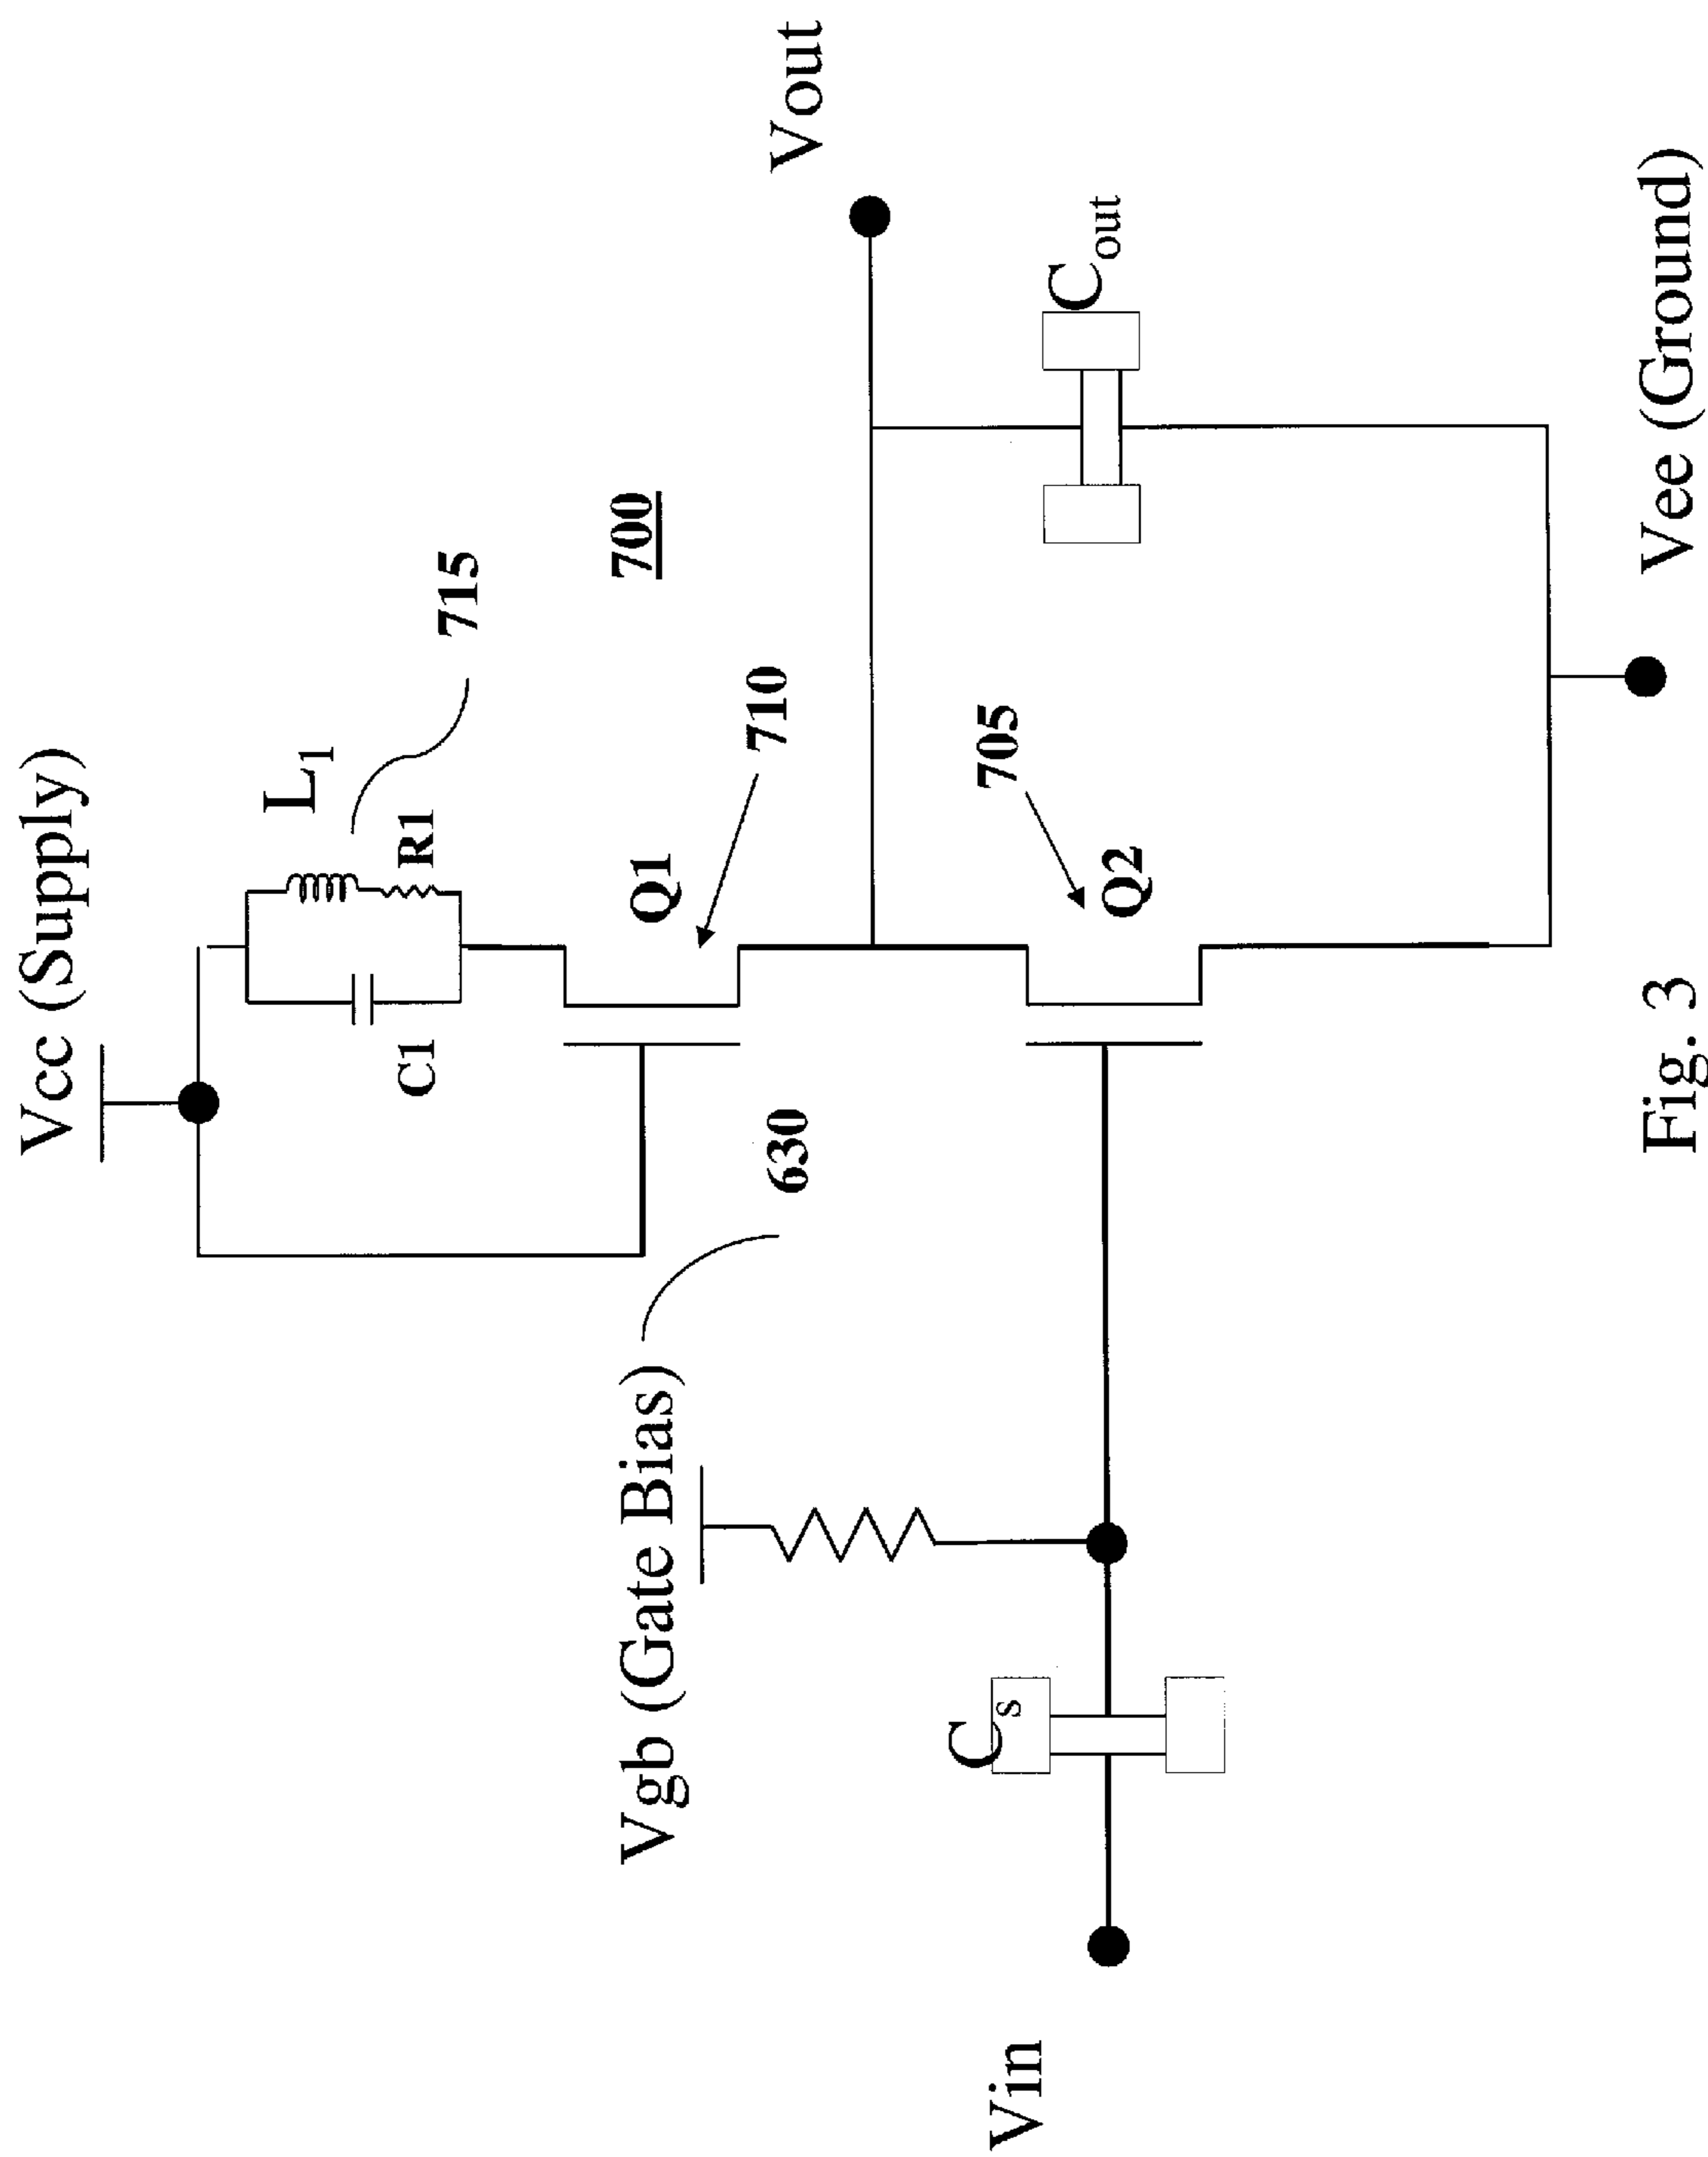 Vcc (Supply)
L1
715
C1
R1
Q1
700
710
Vout
Vgb (Gate Bias)
630
705
Cout
Q2
Cs
Vin
Vee (Ground)
Fig. 3